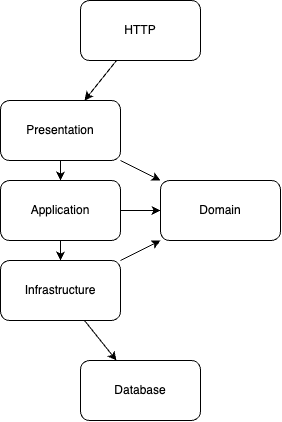 HTTP
Presentation
Application
Domain
Infrastructure
Database